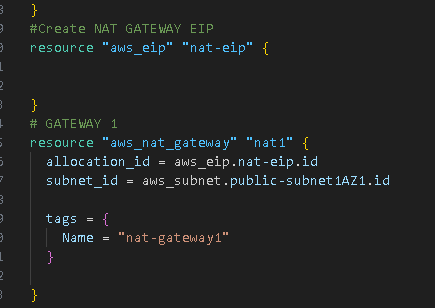 }
#Create NAT GATEWAY EIP
resource "aws_eip" "nat-eip" {
}
# GATEWAY 1
resource "aws_nat_gateway" "nat1" {
allocation_id = aws_eip.nat-eip.id
subnet_id = aws_subnet.public-subnet1AZ1.id
tags = {
Name = "nat-gateway1"
}
}